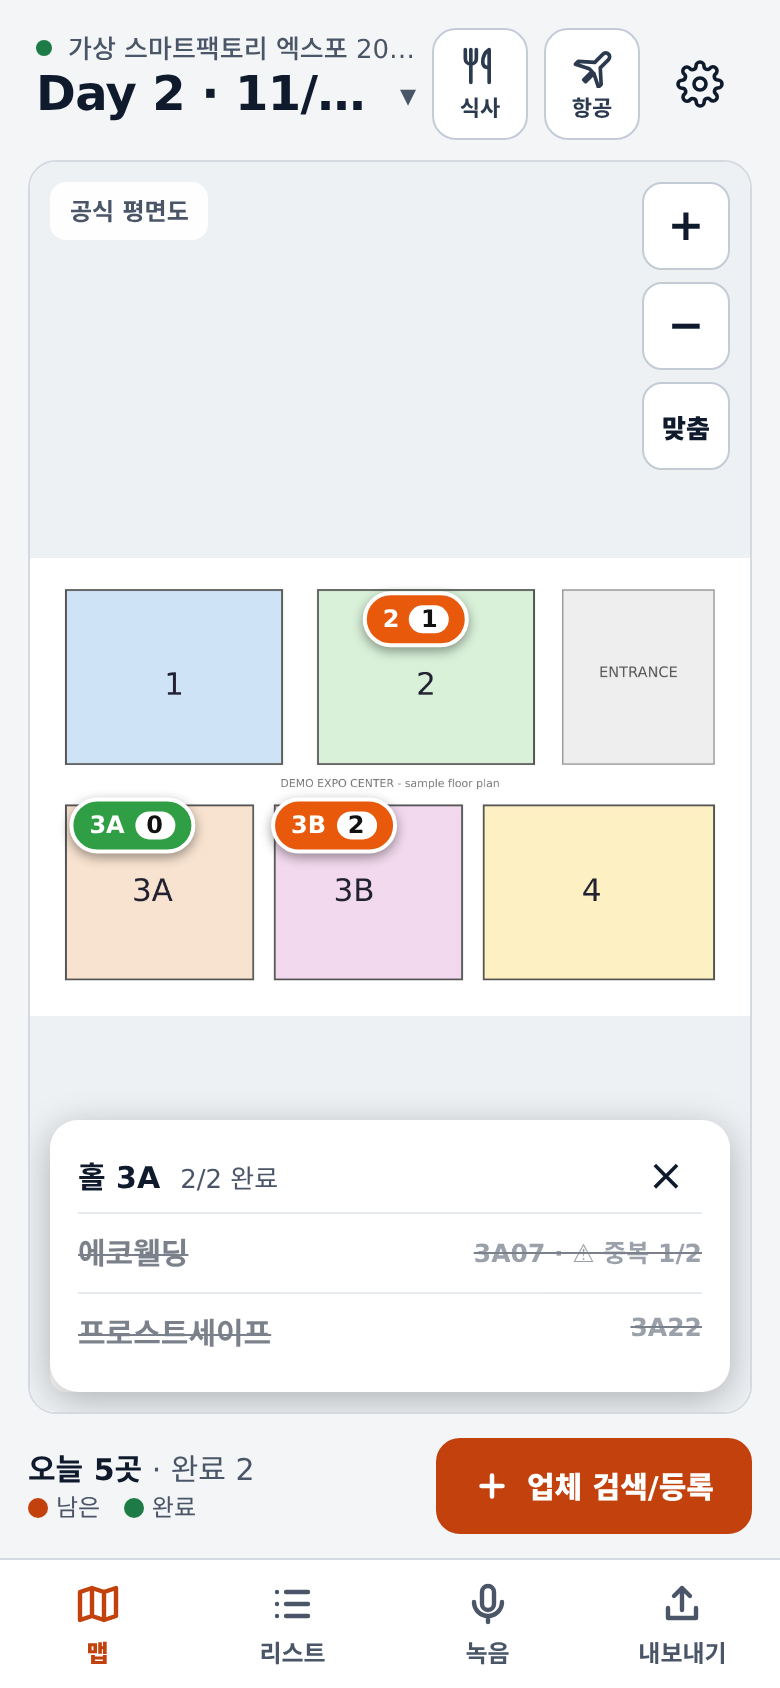 가상 스마트팩토리 엑스포 20...
Day 2 · 11/... ▼
식사
항공
공식 평면도
+
−
맞춤
2 1
1
2
ENTRANCE
DEMO EXPO CENTER - sample floor plan
3A 0
3B 2
3A
3B
4
홀 3A 2/2 완료
에코웰딩 3A07 · ⚠ 중복 1/2
프로스트세이프 3A22
오늘 5곳 · 완료 2
남은 완료
+ 업체 검색/등록
맵
리스트
녹음
내보내기